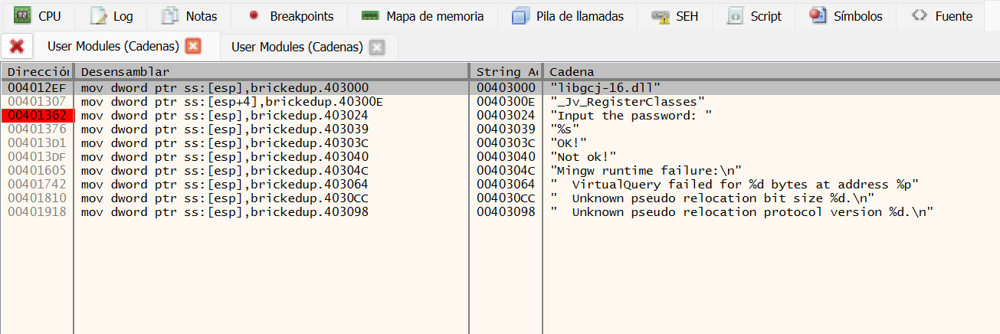 CPU Log Notas Breakpoints Mapa de memoria Pila de llamadas SEH Script Símbolos Fuente
User Modules (Cadenas) User Modules (Cadenas)
Dirección Desensamblar String Ad Cadena
004012EF mov dword ptr ss:[esp],brickedup.403000 00403000 "libgcj-16.dll"
00401307 mov dword ptr ss:[esp+4],brickedup.40300E 0040300E "_Jv_RegisterClasses"
00401362 mov dword ptr ss:[esp],brickedup.403024 00403024 "Input the password: "
00401376 mov dword ptr ss:[esp],brickedup.403039 00403039 "%s"
004013D1 mov dword ptr ss:[esp],brickedup.40303C 0040303C "OK!"
004013DF mov dword ptr ss:[esp],brickedup.403040 00403040 "Not ok!"
00401605 mov dword ptr ss:[esp],brickedup.40304C 0040304C "Mingw runtime failure:\n"
00401742 mov dword ptr ss:[esp],brickedup.403064 00403064 "  VirtualQuery failed for %d bytes at address %p"
00401810 mov dword ptr ss:[esp],brickedup.4030CC 004030CC "  Unknown pseudo relocation bit size %d.\n"
00401918 mov dword ptr ss:[esp],brickedup.403098 00403098 "  Unknown pseudo relocation protocol version %d.\n"